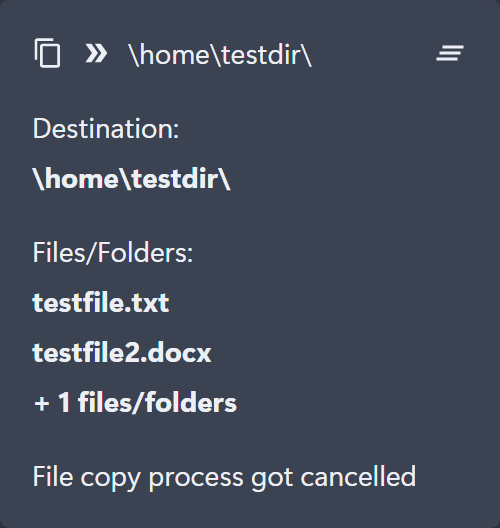 \home\testdir\
Destination:
\home\testdir\
Files/Folders:
testfile.txt
testfile2.docx
+ 1 files/folders
File copy process got cancelled